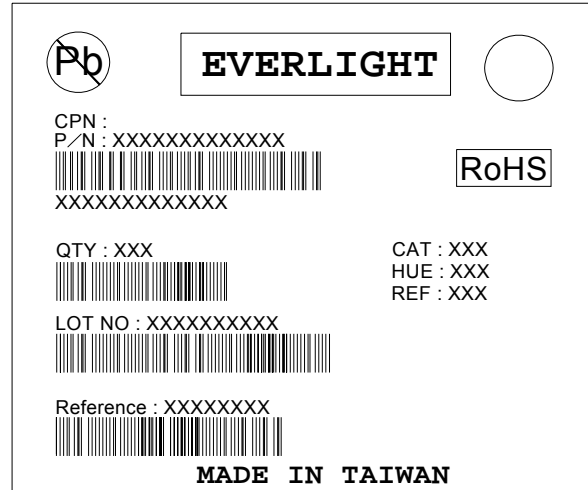 Pb
EVERLIGHT
CPN :
P/N : XXXXXXXXXXXXX
RoHS
XXXXXXXXXXXXX
QTY : XXX
CAT : XXX
HUE : XXX
REF : XXX
LOT NO : XXXXXXXXXX
Reference : XXXXXXXX
MADE IN TAIWAN